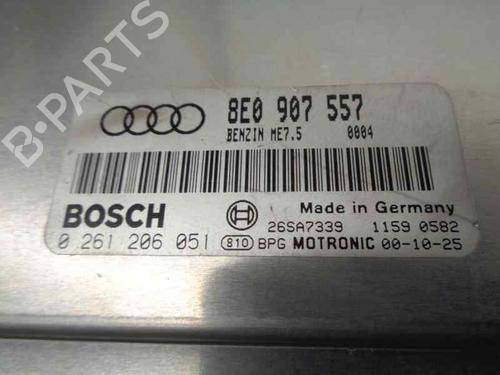 8E0 907 557
BENZIN ME7.5 0004
BOSCH
Made in Germany
26SA7339 1159 0582
0 261 206 051 810 BPG MOTRONIC 00-10-25
B-PARTS